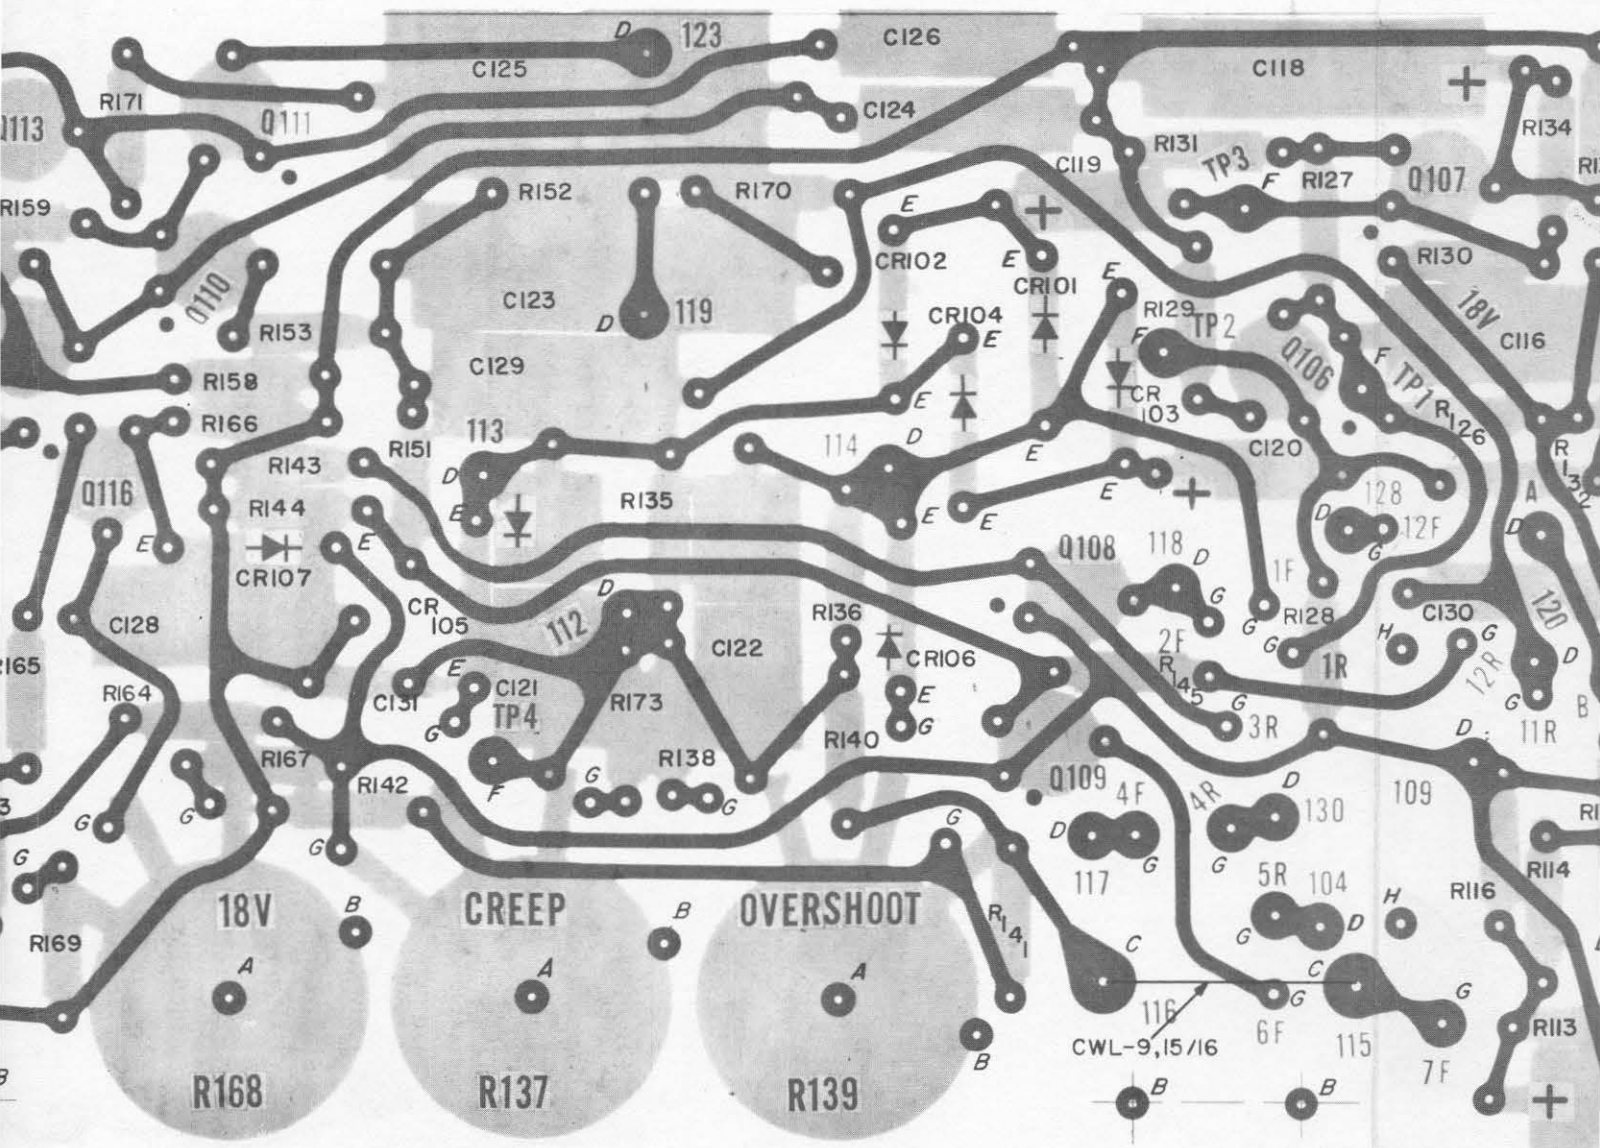 D 123
C126
C125
C118 +
R171
Q113
Q111
C124
R134
R131
TP3
C119
F
R127
Q107
R159
R152
R170
E
+
CR102
E
R130
CR101
Q110
C123
E
R129
18V
D 119
CR104
E
F
TP2
R153
C116
Q106
F
TP1
C129
R158
E
CR
103
R126
R166
113
R151
114
D
E
C120
R
132
R143
D
E
+
128
A
Q116
R144
R135
E
E
E
D
12F
D
E
E
G
CR107
Q108
118
D
1F
G
CR
105
D
112
R136
G
R128
C130
120
C128
2F
G
H
G
R165
E
C121
C122
CR106
E
R145
G
1R
12R
D
R164
C131
TP4
R173
G
G
3R
G
11R
B
G
R167
R140
D
R138
R142
F
G
G
Q109
4F
4R
D
130
109
G
G
G
G
D
G
G
G
117
5R
104
R116
R114
18V
B
CREEP
B
OVERSHOOT
R141
G
D
H
R169
A
A
A
C
C
G
G
116
6F
115
R113
CWL-9,15/16
B
7F
R168
R137
R139
B
B
+